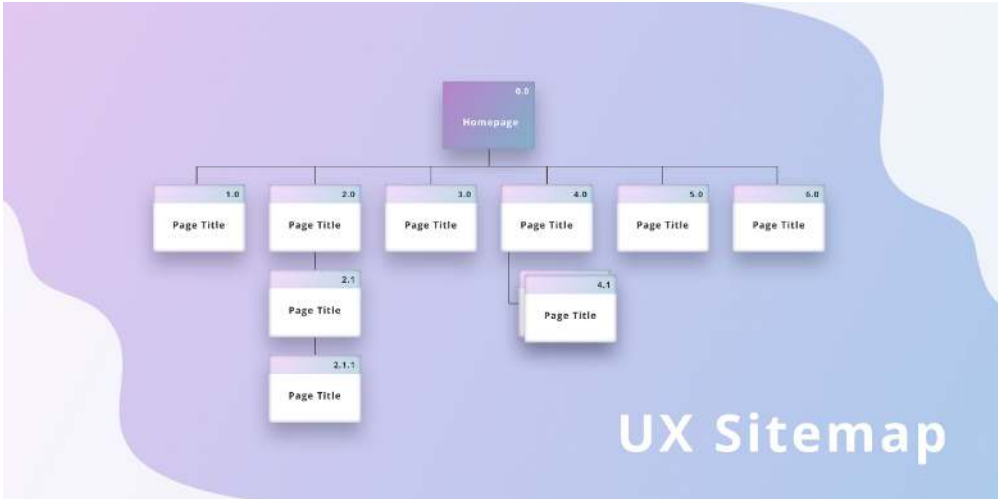 0.0
Homepage
1.0
Page Title
2.0
Page Title
3.0
Page Title
4.0
Page Title
5.0
Page Title
6.0
Page Title
2.1
Page Title
4.1
Page Title
2.1.1
Page Title
UX Sitemap